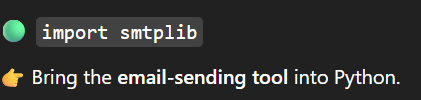 import smtplib
Bring the email-sending tool into Python.